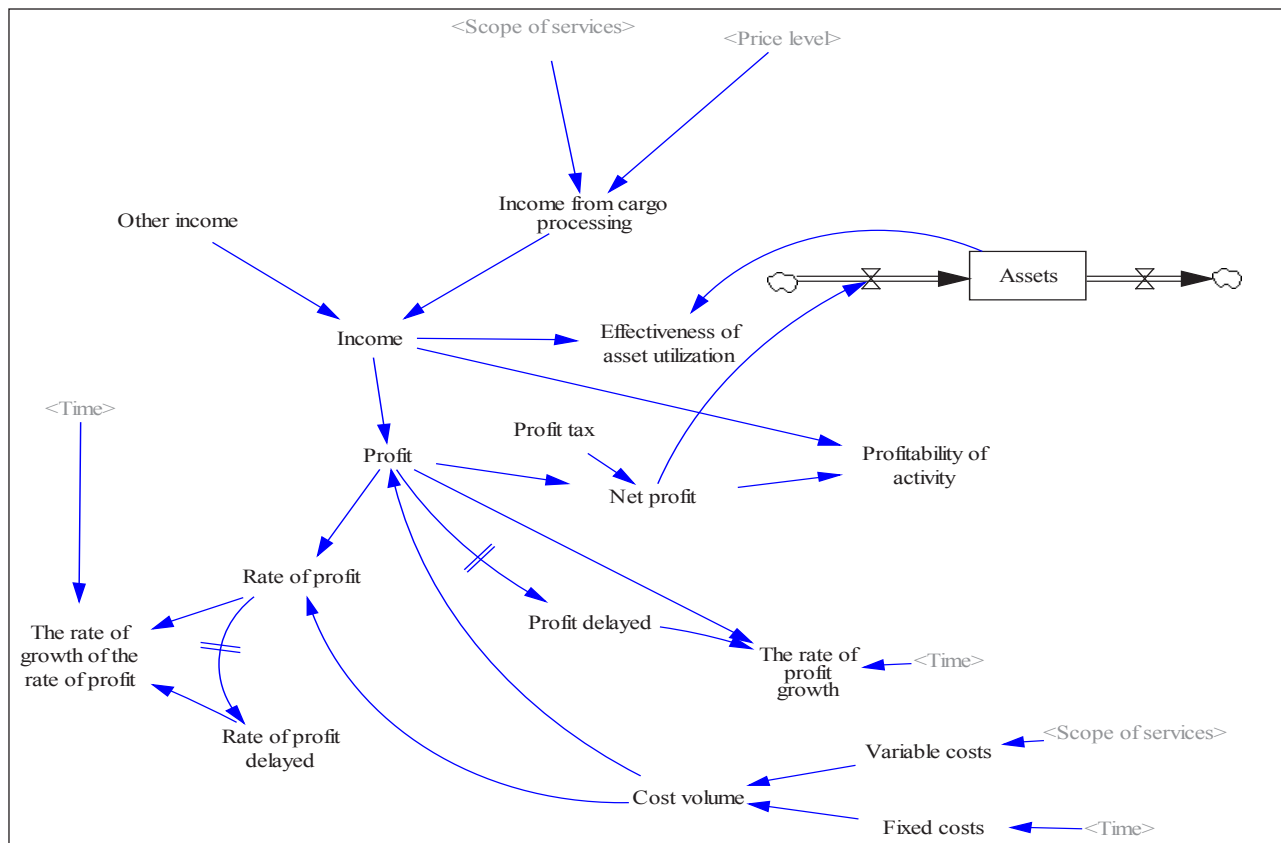 <Scope of services>
<Price level>
Income from cargo
processing
Other income
Assets
Income
Effectiveness of
asset utilization
<Time>
Profit tax
Profit
Profitability of
activity
Net profit
Rate of profit
Profit delayed
The rate of
growth of the
rate of profit
The rate of
profit
growth
<Time>
Rate of profit
delayed
<Scope of services>
Variable costs
Cost volume
Fixed costs
<Time>